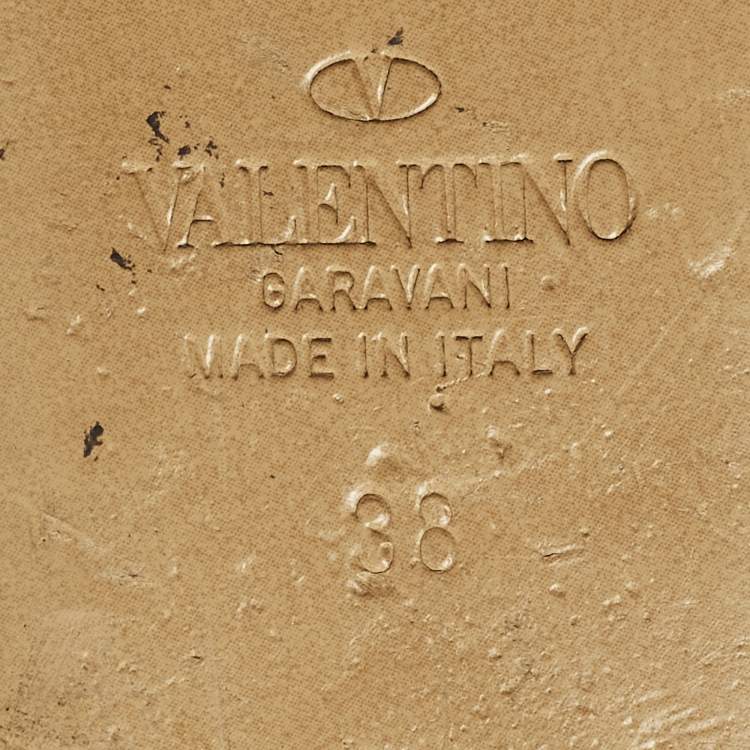 V
VALENTINO
GARAVANI
MADE IN ITALY
38